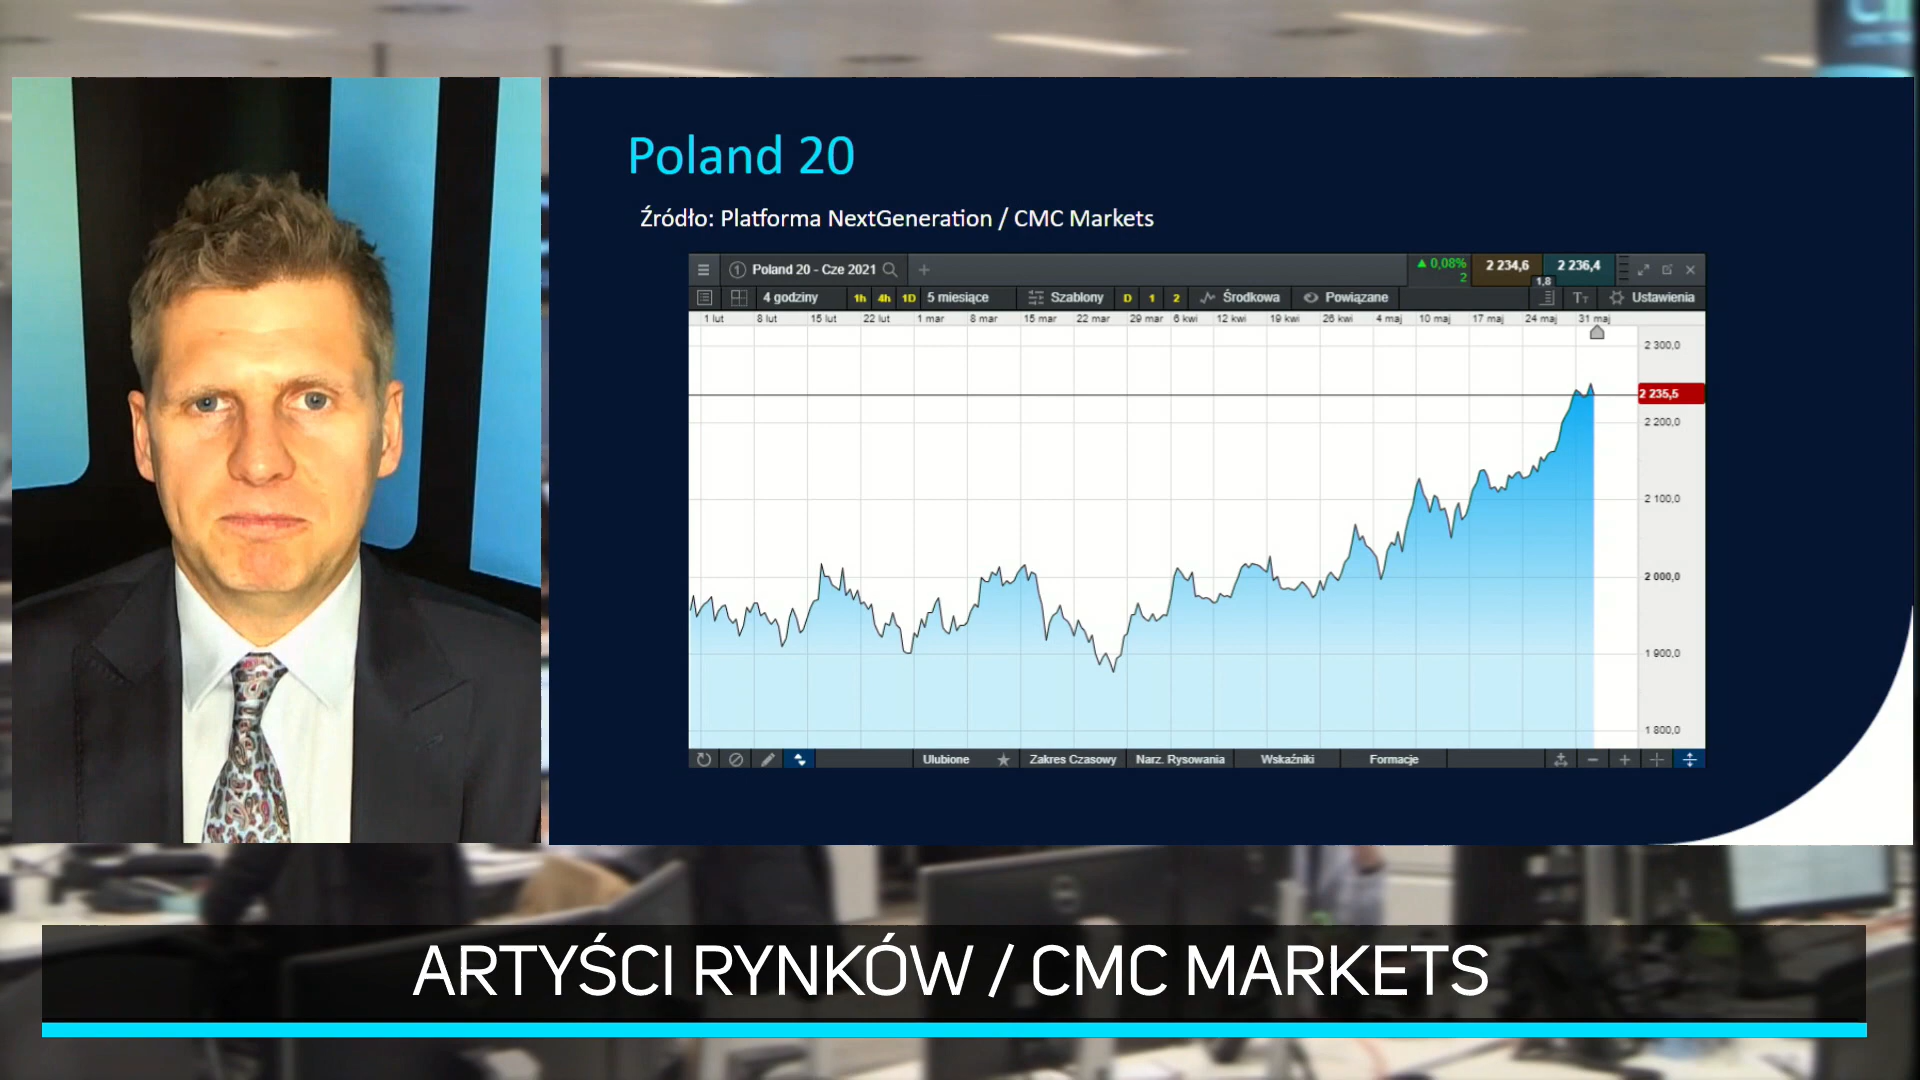 Poland 20
Źródło: Platforma NextGeneration / CMC Markets
1 Poland 20 - Cze 2021 + 0,08% 2 2 234,6 2 236,4
1,8
4 godziny 1h 4h 1D 5 miesiące Szablony D 1 2 Środkowa Powiązane Ustawienia
1 lut 8 lut 15 lut 22 lut 1 mar 8 mar 15 mar 22 mar 29 mar 6 kwi 12 kwi 19 kwi 26 kwi 4 maj 10 maj 17 maj 24 maj 31 maj
2 300,0
2 235,5
2 200,0
2 100,0
2 000,0
1 900,0
1 800,0
Ulubione Zakres Czasowy Narz. Rysowania Wskaźniki Formacje
ARTYŚCI RYNKÓW / CMC MARKETS